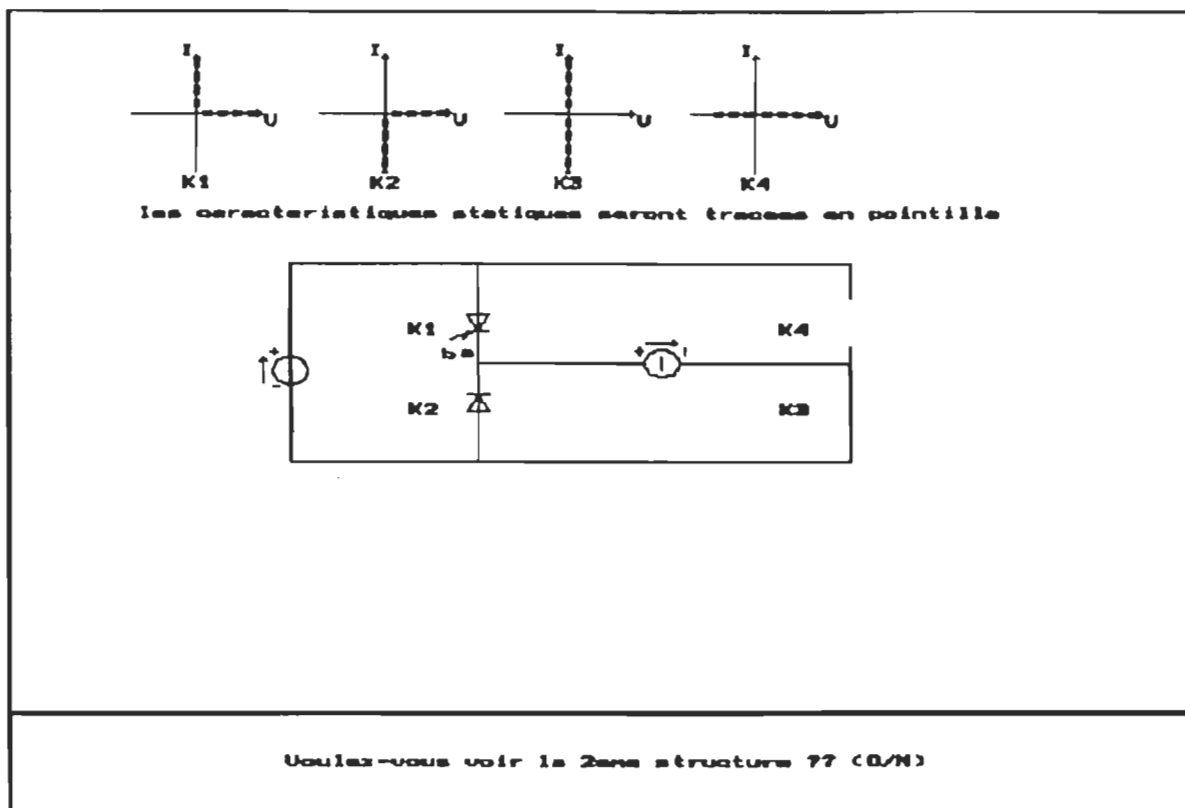 I I I I
U U U U
K1 K2 K3 K4
les caracteristiques statiques seront traces en pointille
K1 K4
+ + I
-
K2 K3
Voulez-vous voir la 2eme structure ?? (O/N)